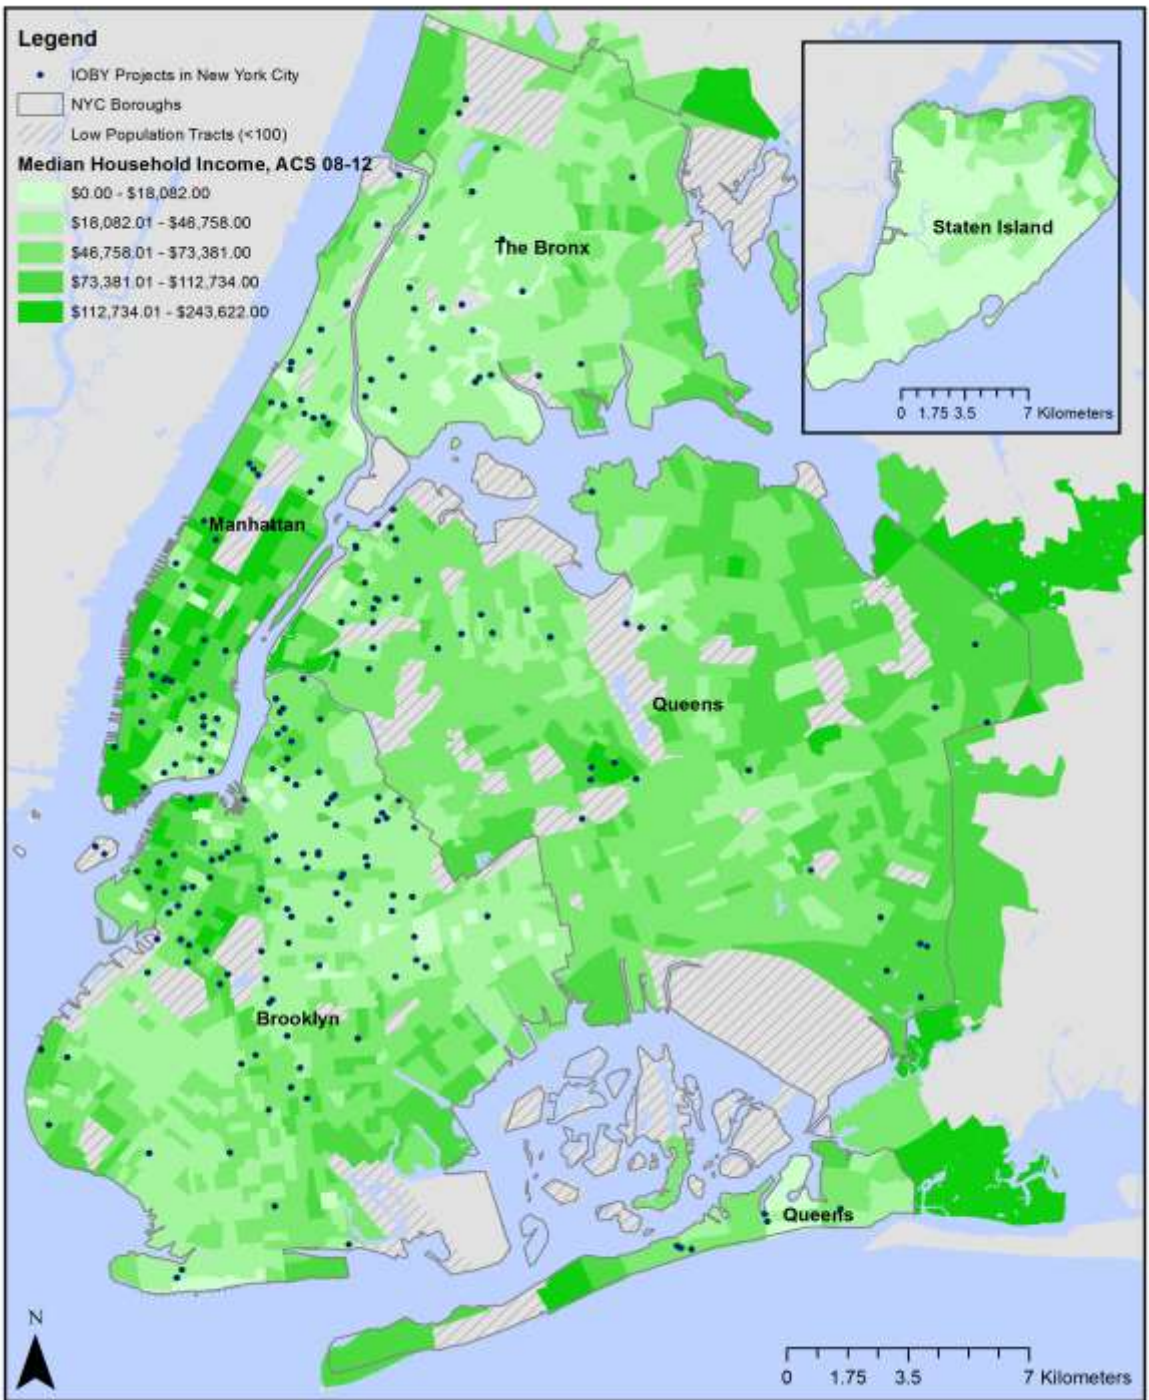 Legend
IOBY Projects in New York City
NYC Boroughs
Low Population Tracts (<100)
Median Household Income, ACS 08-12
$0.00 - $18,082.00
$18,082.01 - $46,758.00
$46,758.01 - $73,381.00
$73,381.01 - $112,734.00
$112,734.01 - $243,622.00
Staten Island
0 1.75 3.5 7 Kilometers
The Bronx
Manhattan
Queens
Brooklyn
Queens
N
0 1.75 3.5 7 Kilometers